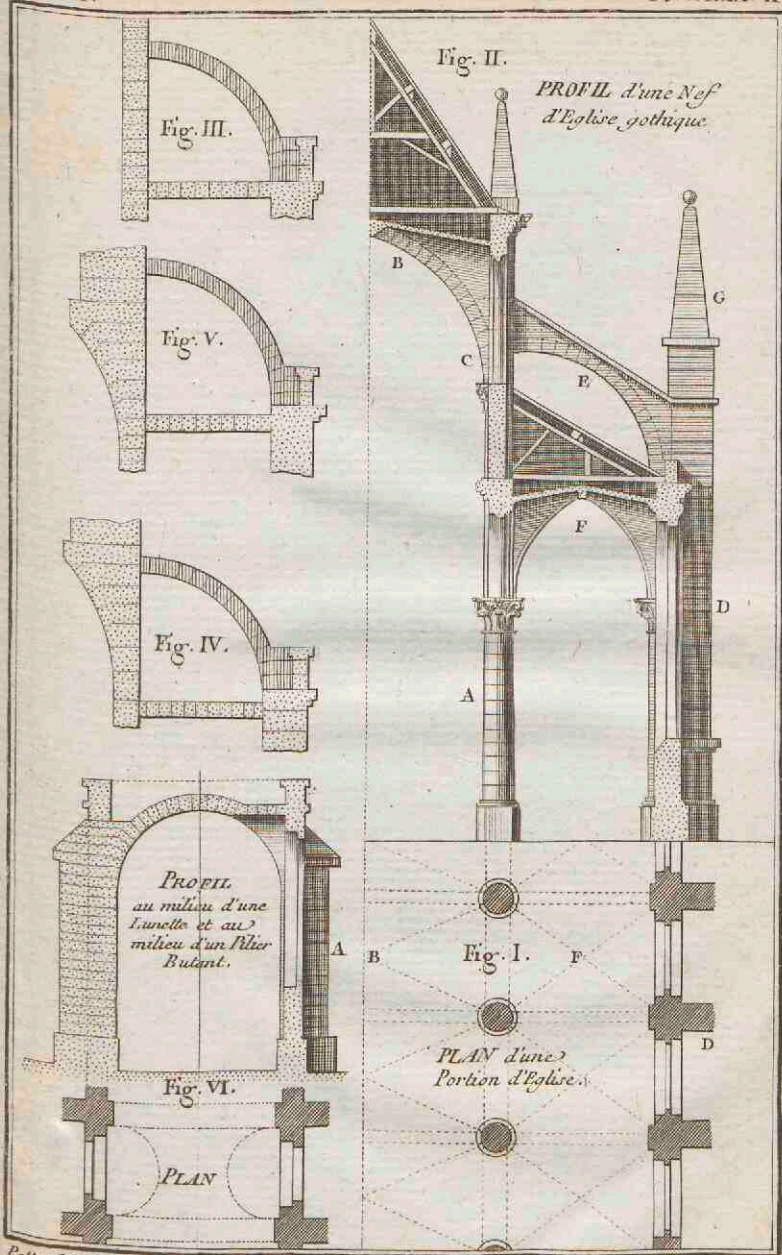 Fig. II.
PROFIL d'une Nef
d'Eglise gothique
Fig. III.
B
G
Fig. V.
C
E
F
Fig. IV.
D
A
PROFIL
au milieu d'une
Lunette et au
milieu d'un Pilier
Butant.
A
B
Fig. I.
F
PLAN d'une
Portion d'Eglise.
D
Fig. VI.
PLAN